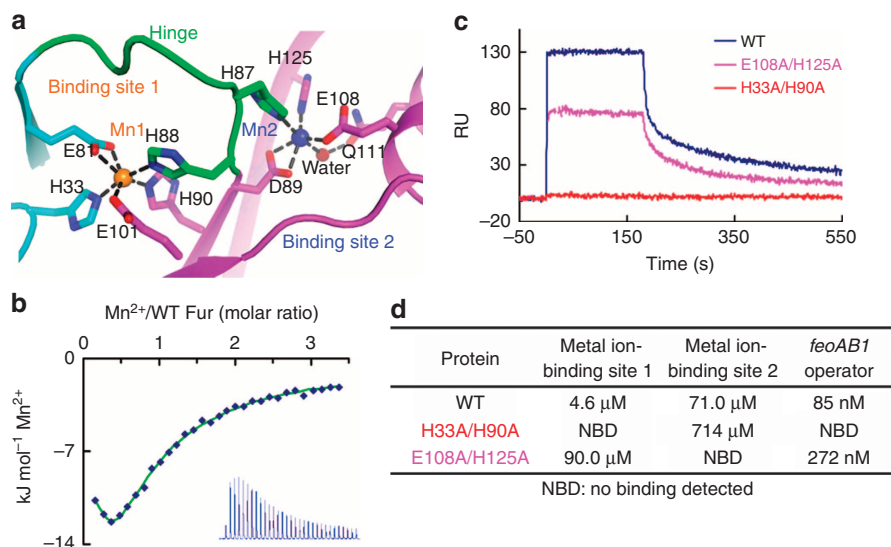 a
Hinge
Binding site 1
H87
H125
E108
Mn1
Mn2
H88
E81
Q111
Water
H33
H90
D89
E101
Binding site 2
b
Mn²⁺/WT Fur (molar ratio)
0 1 2 3
0
−7
−14
kJ mol⁻¹ Mn²⁺
c
WT
E108A/H125A
H33A/H90A
130
80
30
−20
RU
−50 150 350 550
Time (s)
d
Protein Metal ion-binding site 1 Metal ion-binding site 2 feoAB1 operator
WT 4.6 μM 71.0 μM 85 nM
H33A/H90A NBD 714 μM NBD
E108A/H125A 90.0 μM NBD 272 nM
NBD: no binding detected